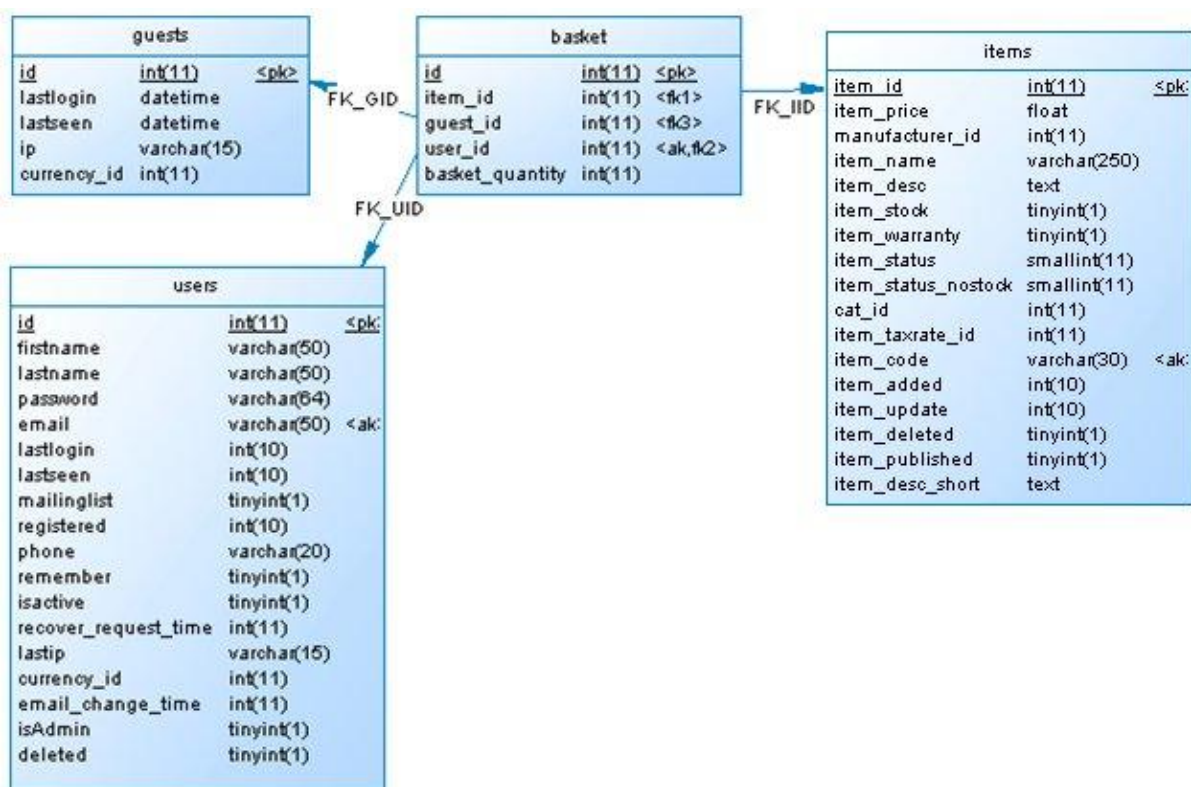 guests
id int(11) <pk>
lastlogin datetime
lastseen datetime
ip varchar(15)
currency_id int(11)
FK_GID
basket
id int(11) <pk>
item_id int(11) <fk1>
guest_id int(11) <fk3>
user_id int(11) <ak,fk2>
basket_quantity int(11)
FK_IID
FK_UID
items
item_id int(11) <pk
item_price float
manufacturer_id int(11)
item_name varchar(250)
item_desc text
item_stock tinyint(1)
item_warranty tinyint(1)
item_status smallint(11)
item_status_nostock smallint(11)
cat_id int(11)
item_taxrate_id int(11)
item_code varchar(30) <ak
item_added int(10)
item_update int(10)
item_deleted tinyint(1)
item_published tinyint(1)
item_desc_short text
users
id int(11) <pk
firstname varchar(50)
lastname varchar(50)
password varchar(64)
email varchar(50) <ak
lastlogin int(10)
lastseen int(10)
mailinglist tinyint(1)
registered int(10)
phone varchar(20)
remember tinyint(1)
isactive tinyint(1)
recover_request_time int(11)
lastip varchar(15)
currency_id int(11)
email_change_time int(11)
isAdmin tinyint(1)
deleted tinyint(1)